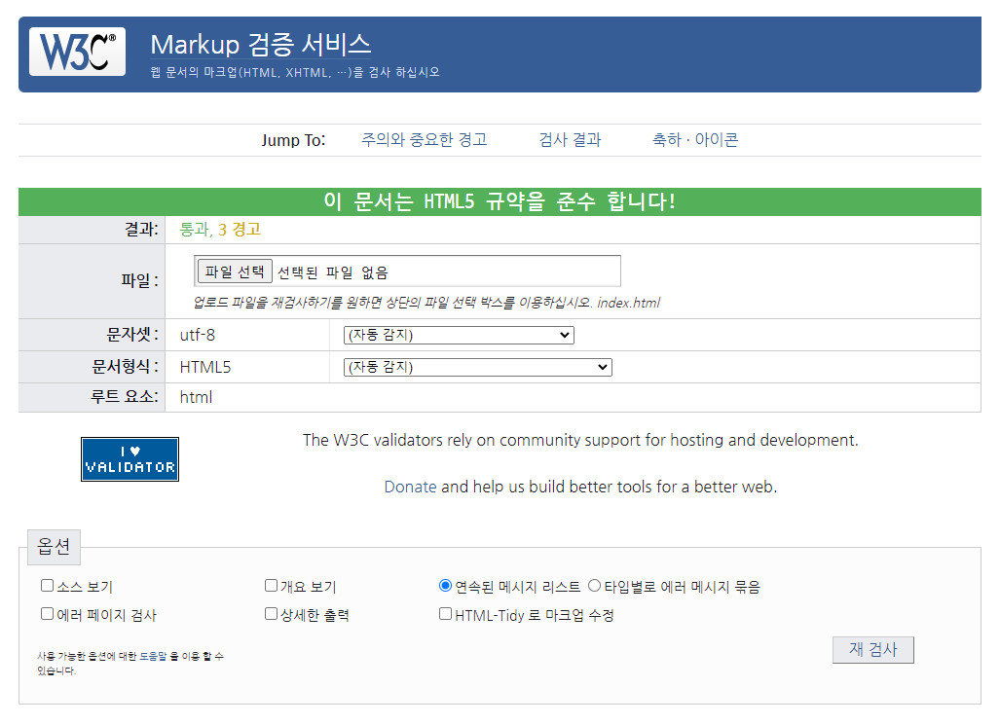 W3C®
Markup 검증 서비스
웹 문서의 마크업(HTML, XHTML, …)을 검사 하십시오
Jump To: 주의와 중요한 경고 검사 결과 축하 · 아이콘
이 문서는 HTML5 규약을 준수 합니다!
결과: 통과, 3 경고
파일 : 파일 선택 선택된 파일 없음
업로드 파일을 재검사하기를 원하면 상단의 파일 선택 박스를 이용하십시오. index.html
문자셋 : utf-8 (자동 감지)
문서형식 : HTML5 (자동 감지)
루트 요소: html
I ♥
VALIDATOR
The W3C validators rely on community support for hosting and development.
Donate and help us build better tools for a better web.
옵션
소스 보기 개요 보기 연속된 메시지 리스트 타입별로 에러 메시지 묶음
에러 페이지 검사 상세한 출력 HTML-Tidy 로 마크업 수정
사용 가능한 옵션에 대한 도움말 을 이용 할 수
있습니다.
재 검사